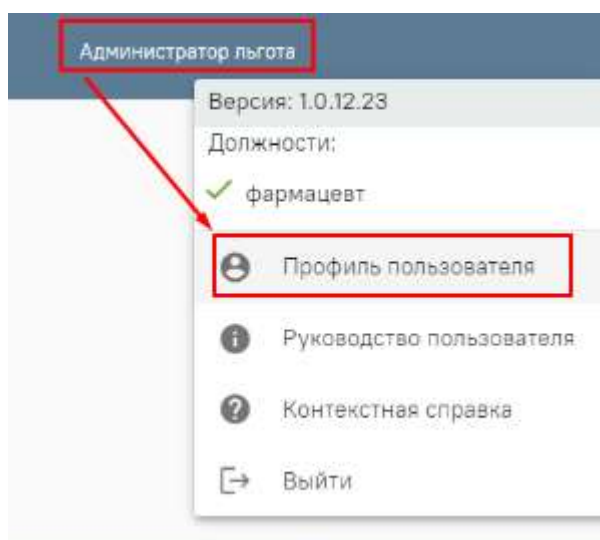 Администратор льгота
Версия: 1.0.12.23
Должности:
фармацевт
Профиль пользователя
Руководство пользователя
Контекстная справка
Выйти